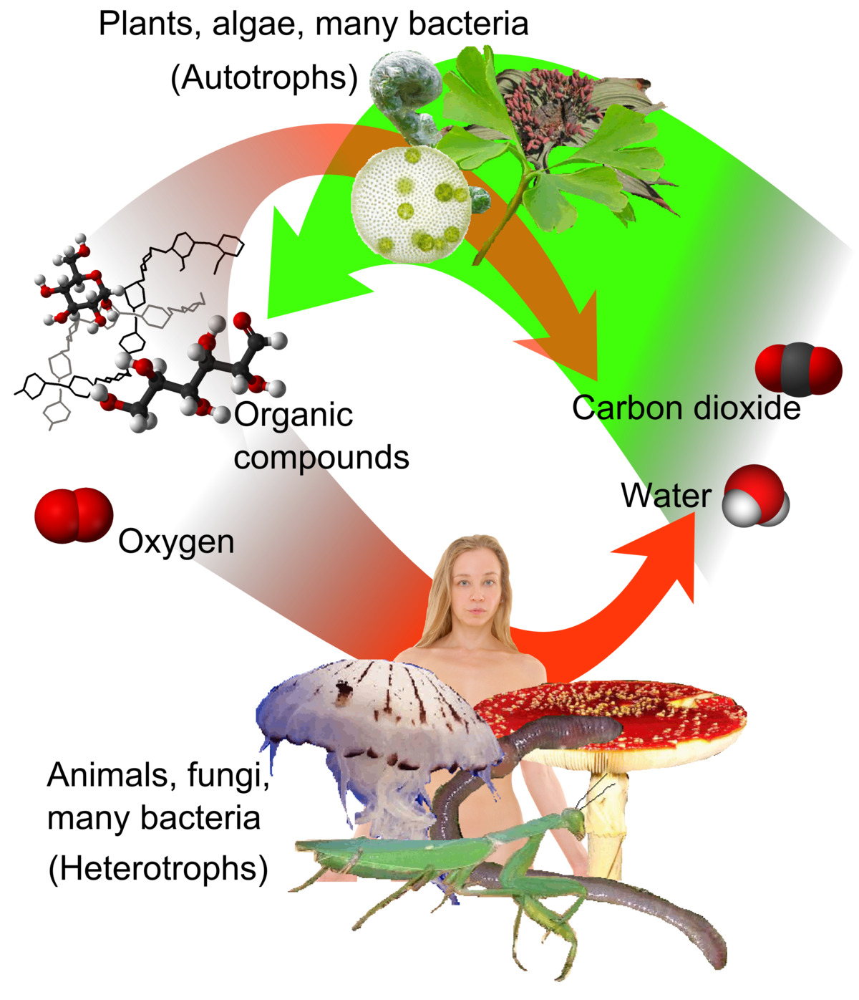 Plants, algae, many bacteria
(Autotrophs)
Organic
compounds
Carbon dioxide
Water
Oxygen
Animals, fungi,
many bacteria
(Heterotrophs)